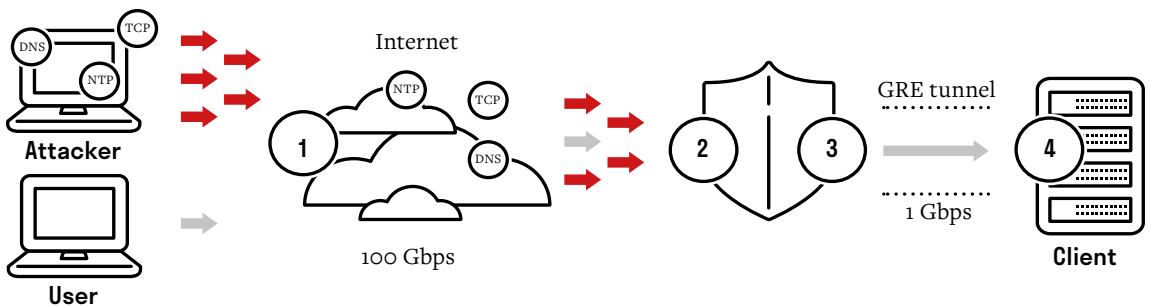 TCP
DNS
NTP
Attacker
User
Internet
NTP
TCP
DNS
1
100 Gbps
2
3
GRE tunnel
1 Gbps
4
Client